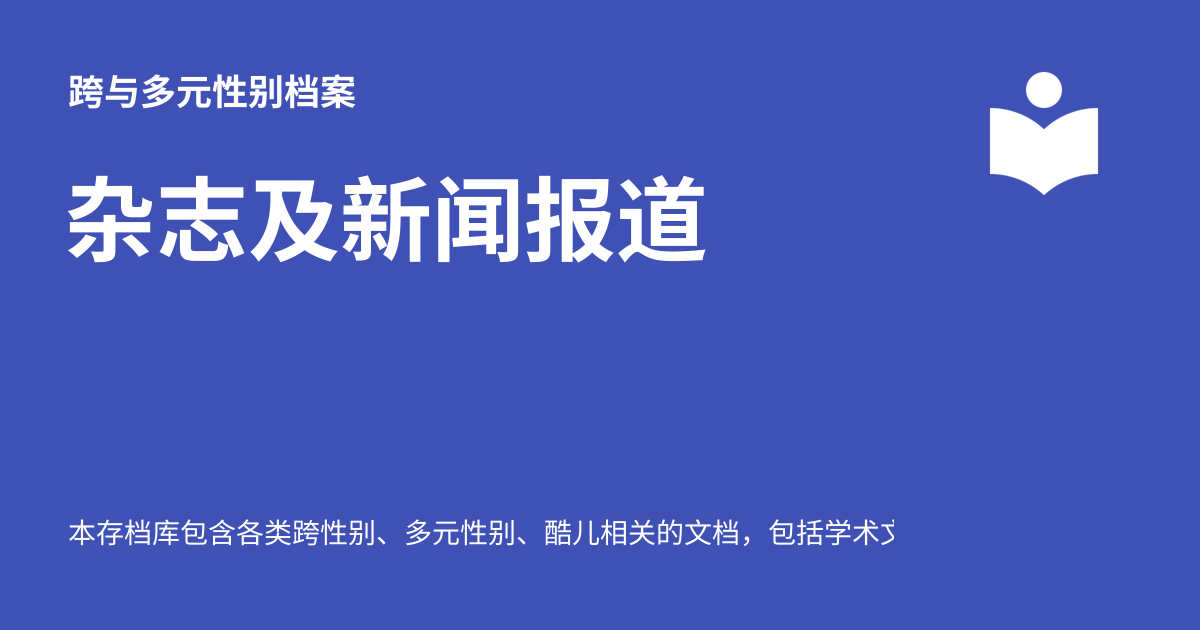 跨与多元性别档案
杂志及新闻报道
本存档库包含各类跨性别、多元性别、酷儿相关的文档，包括学术